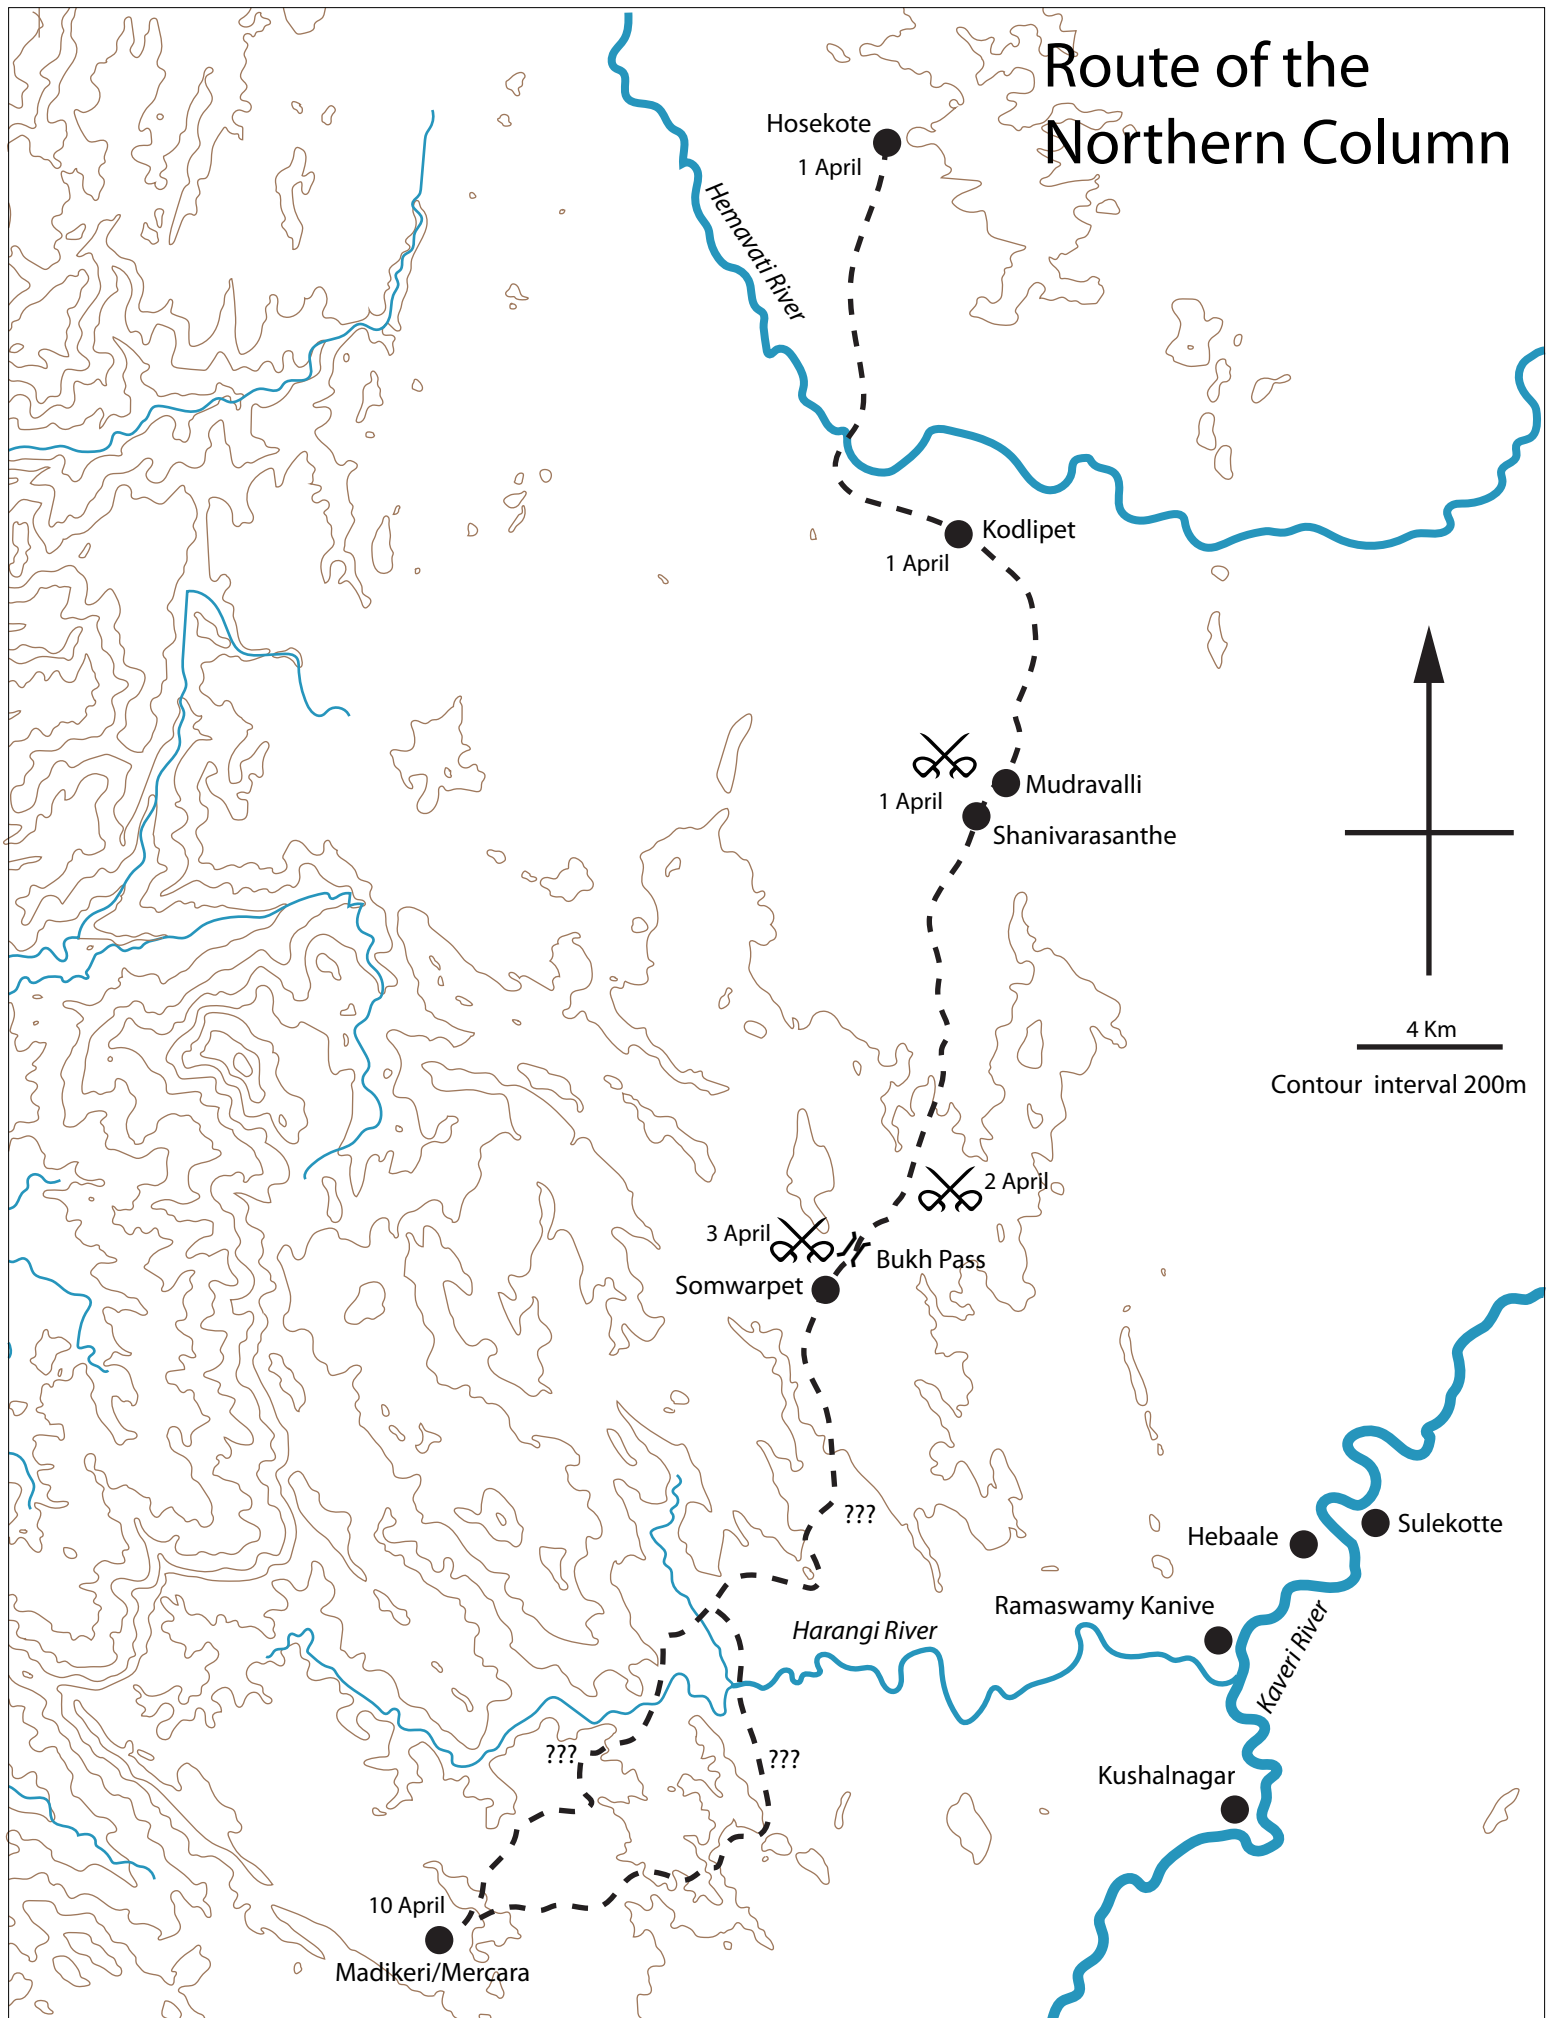 Route of the
Northern Column
Hosekote
1 April
Hemavati River
Kodlipet
1 April
Mudravalli
1 April
Shanivarasanthe
4 Km
Contour interval 200m
2 April
3 April
Bukh Pass
Somwarpet
???
Sulekotte
Hebaale
Ramaswamy Kanive
Harangi River
Kaveri River
???
???
Kushalnagar
10 April
Madikeri/Mercara